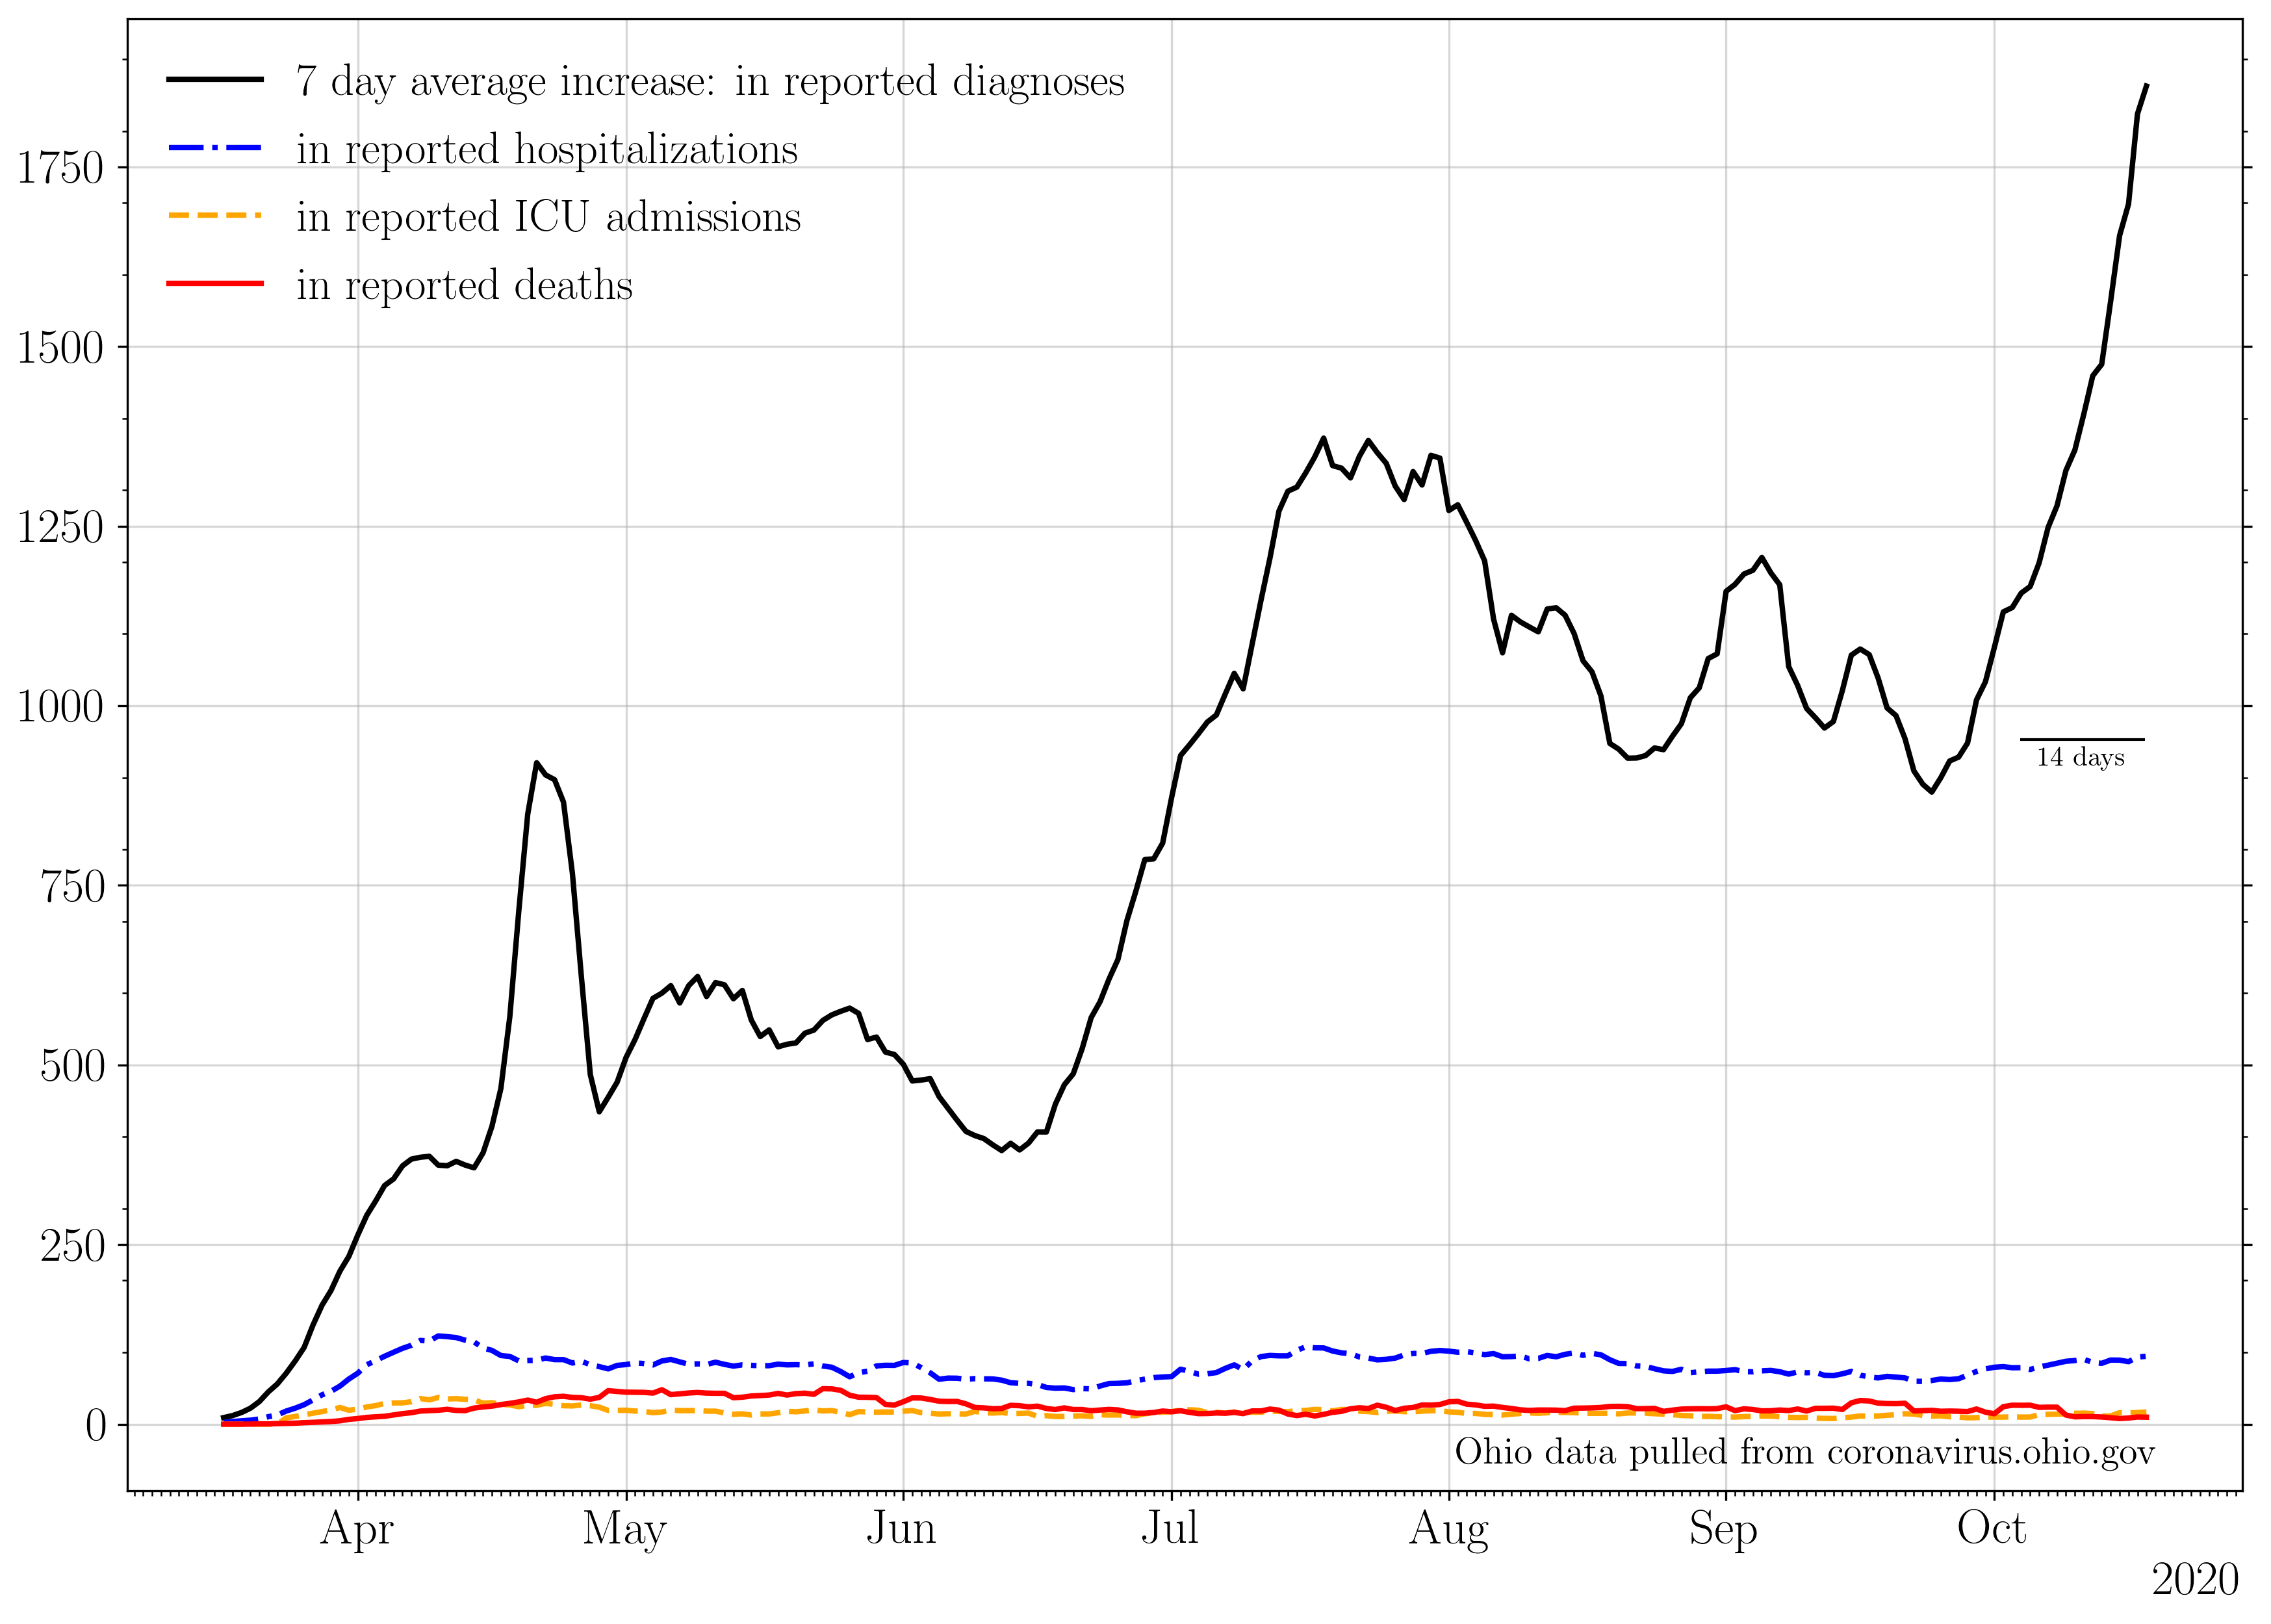 7 day average increase: in reported diagnoses
in reported hospitalizations
in reported ICU admissions
in reported deaths
1750
1500
1250
1000
750
500
250
0
14 days
Ohio data pulled from coronavirus.ohio.gov
Apr May Jun Jul Aug Sep Oct
2020